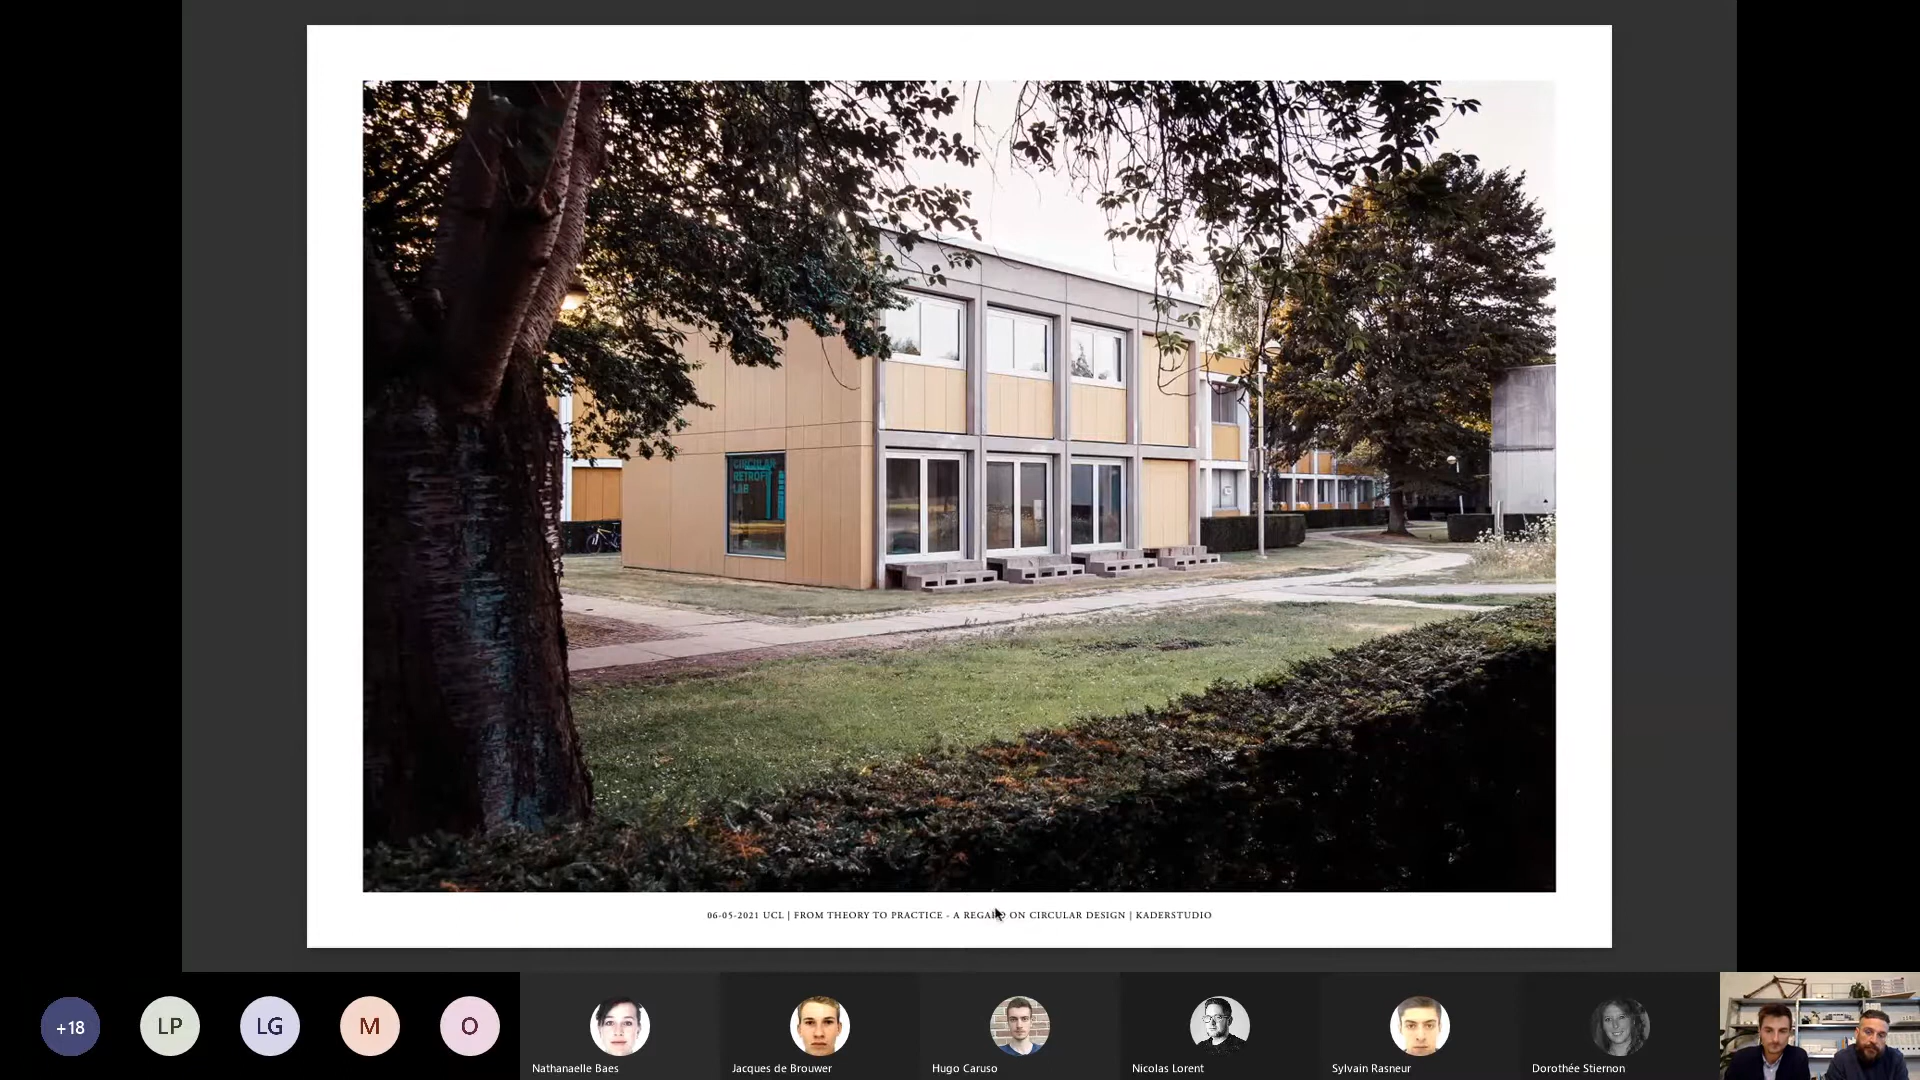 CIRCULAR
RETROFIT
LAB
06-05-2021 UCL | FROM THEORY TO PRACTICE - A REGARD ON CIRCULAR DESIGN | KADERSTUDIO
+18
LP
LG
M
O
Nathanaelle Baes
Jacques de Brouwer
Hugo Caruso
Nicolas Lorent
Sylvain Rasneur
Dorothée Stiernon